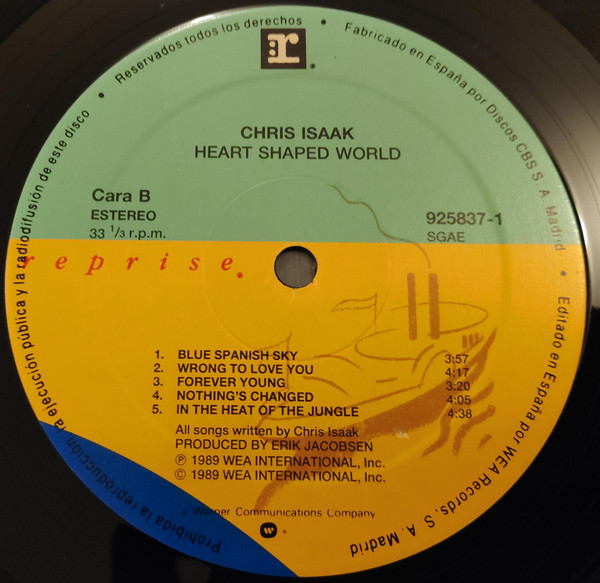 Reservados todos los derechos •
Fabricado en España por Discos CBS S. A. Madrid •
r
CHRIS ISAAK
HEART SHAPED WORLD
Cara B
ESTEREO
33 1/3 r.p.m.
925837-1
SGAE
reprise.
1. BLUE SPANISH SKY 3:57
2. WRONG TO LOVE YOU 4:17
3. FOREVER YOUNG 3:20
4. NOTHING'S CHANGED 4:05
5. IN THE HEAT OF THE JUNGLE 4:38
All songs written by Chris Isaak
PRODUCED BY ERIK JACOBSEN
℗ 1989 WEA INTERNATIONAL, Inc.
© 1989 WEA INTERNATIONAL, Inc.
a Warner Communications Company
Editado en España por WEA Records, S. A. Madrid
Prohibida la reproducción, la ejecución pública y la radiodifusión de este disco •